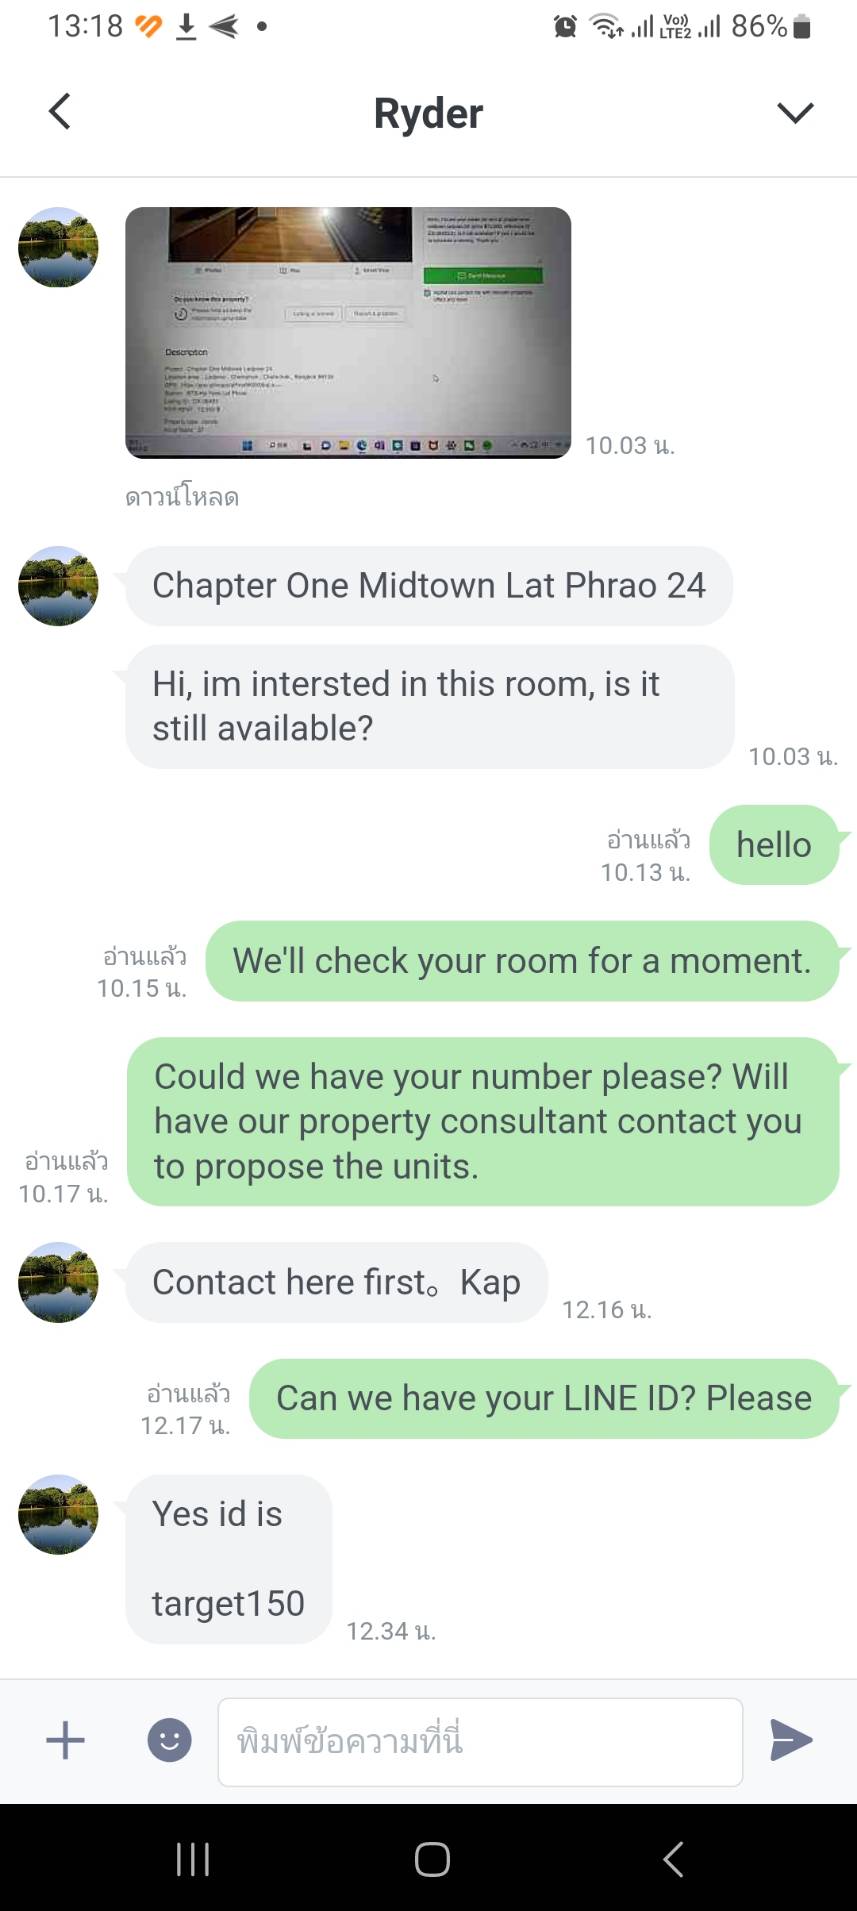 13:18
Vo))
LTE2
86%
Ryder
Send Message
Do you know this property?
Description
10.03 น.
ดาวน์โหลด
Chapter One Midtown Lat Phrao 24
Hi, im intersted in this room, is it
still available?
10.03 น.
hello
อ่านแล้ว
10.13 น.
We'll check your room for a moment.
อ่านแล้ว
10.15 น.
Could we have your number please? Will
have our property consultant contact you
to propose the units.
อ่านแล้ว
10.17 น.
Contact here first。Kap
12.16 น.
Can we have your LINE ID? Please
อ่านแล้ว
12.17 น.
Yes id is
target150
12.34 น.
พิมพ์ข้อความที่นี่